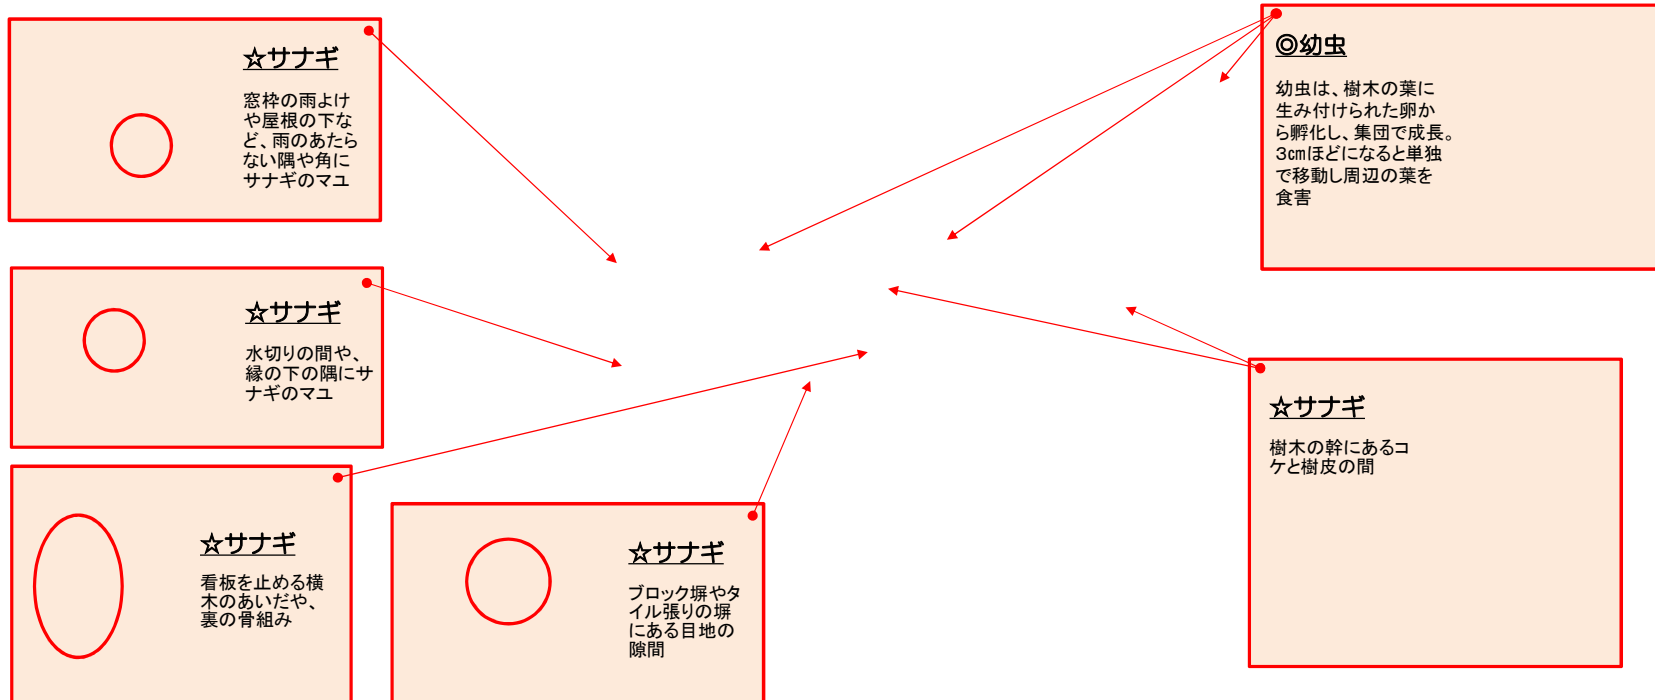 ☆サナギ
窓枠の雨よけ
や屋根の下な
ど、雨のあたら
ない隅や角に
サナギのマユ
☆サナギ
水切りの間や、
縁の下の隅にサ
ナギのマユ
☆サナギ
看板を止める横
木のあいだや、
裏の骨組み
☆サナギ
ブロック塀やタ
イル張りの塀
にある目地の
隙間
◎幼虫
幼虫は、樹木の葉に
生み付けられた卵か
ら孵化し、集団で成長。
3㎝ほどになると単独
で移動し周辺の葉を
食害
☆サナギ
樹木の幹にあるコ
ケと樹皮の間